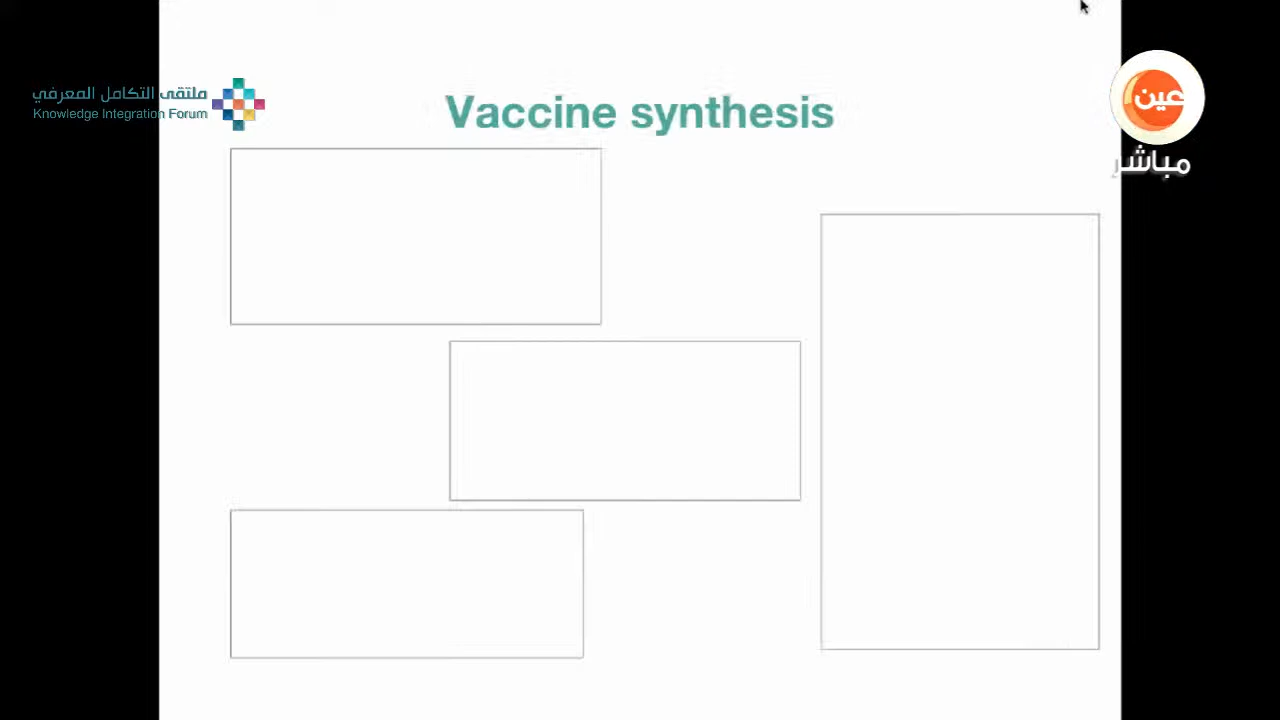 ملتقى التكامل المعرفي
Knowledge Integration Forum
Vaccine synthesis
عين
مباشر